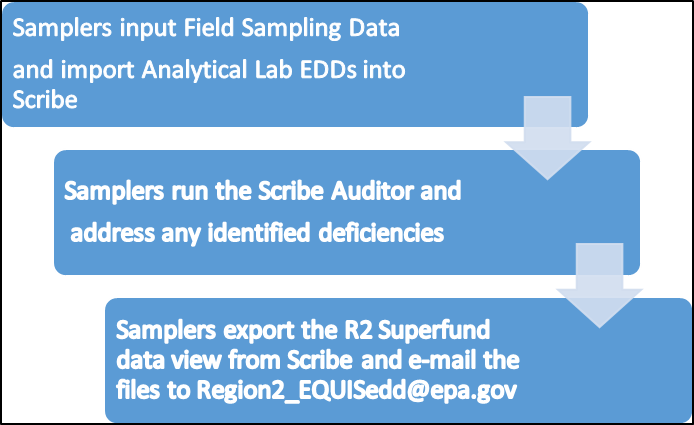 Samplers input Field Sampling Data
and import Analytical Lab EDDs into
Scribe
Samplers run the Scribe Auditor and
address any identified deficiencies
Samplers export the R2 Superfund
data view from Scribe and e-mail the
files to Region2_EQUISedd@epa.gov